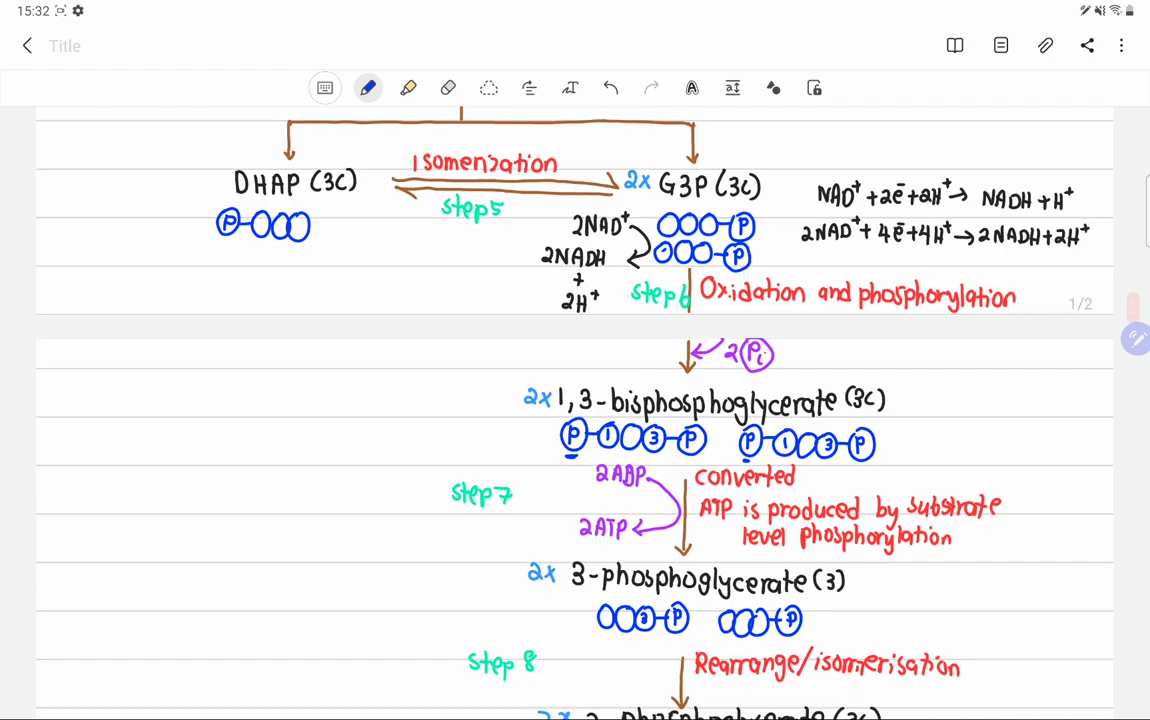 15:32
Title
DHAP (3C)
Isomerization
step5
2x G3P (3C)
P
P
P
2NAD⁺
2NADH
+
2H⁺
NAD⁺ + 2e⁻ + 2H⁺ → NADH + H⁺
2NAD⁺ + 4e⁻ + 4H⁺ → 2NADH + 2H⁺
step6
Oxidation and phosphorylation
1/2
2 Pi
2x 1,3-bisphosphoglycerate (3C)
P 1 3 P P 1 3 P
2ADP
2ATP
step7
converted
ATP is produced by substrate
level phosphorylation
2x 3-phosphoglycerate (3)
3 P P
step 8
Rearrange/isomerisation